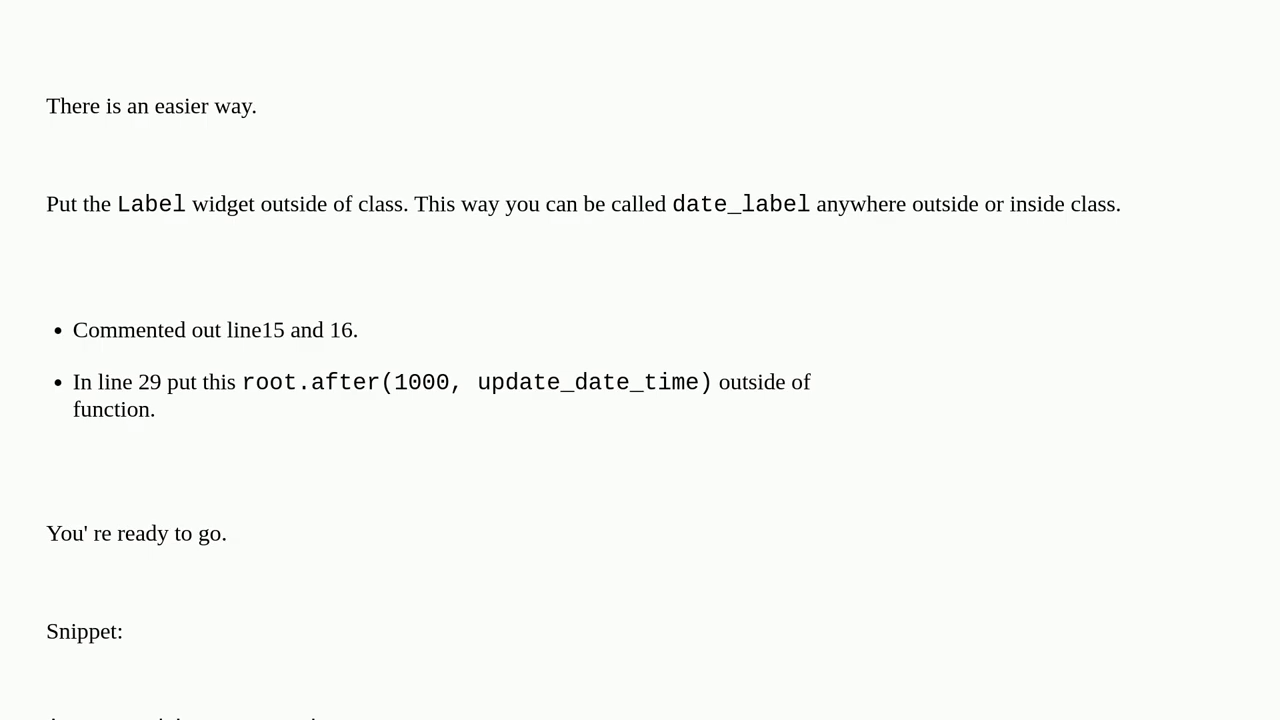 There is an easier way.
Put the Label widget outside of class. This way you can be called date_label anywhere outside or inside class.
Commented out line15 and 16.
In line 29 put this root.after(1000, update_date_time) outside of
function.
You' re ready to go.
Snippet: